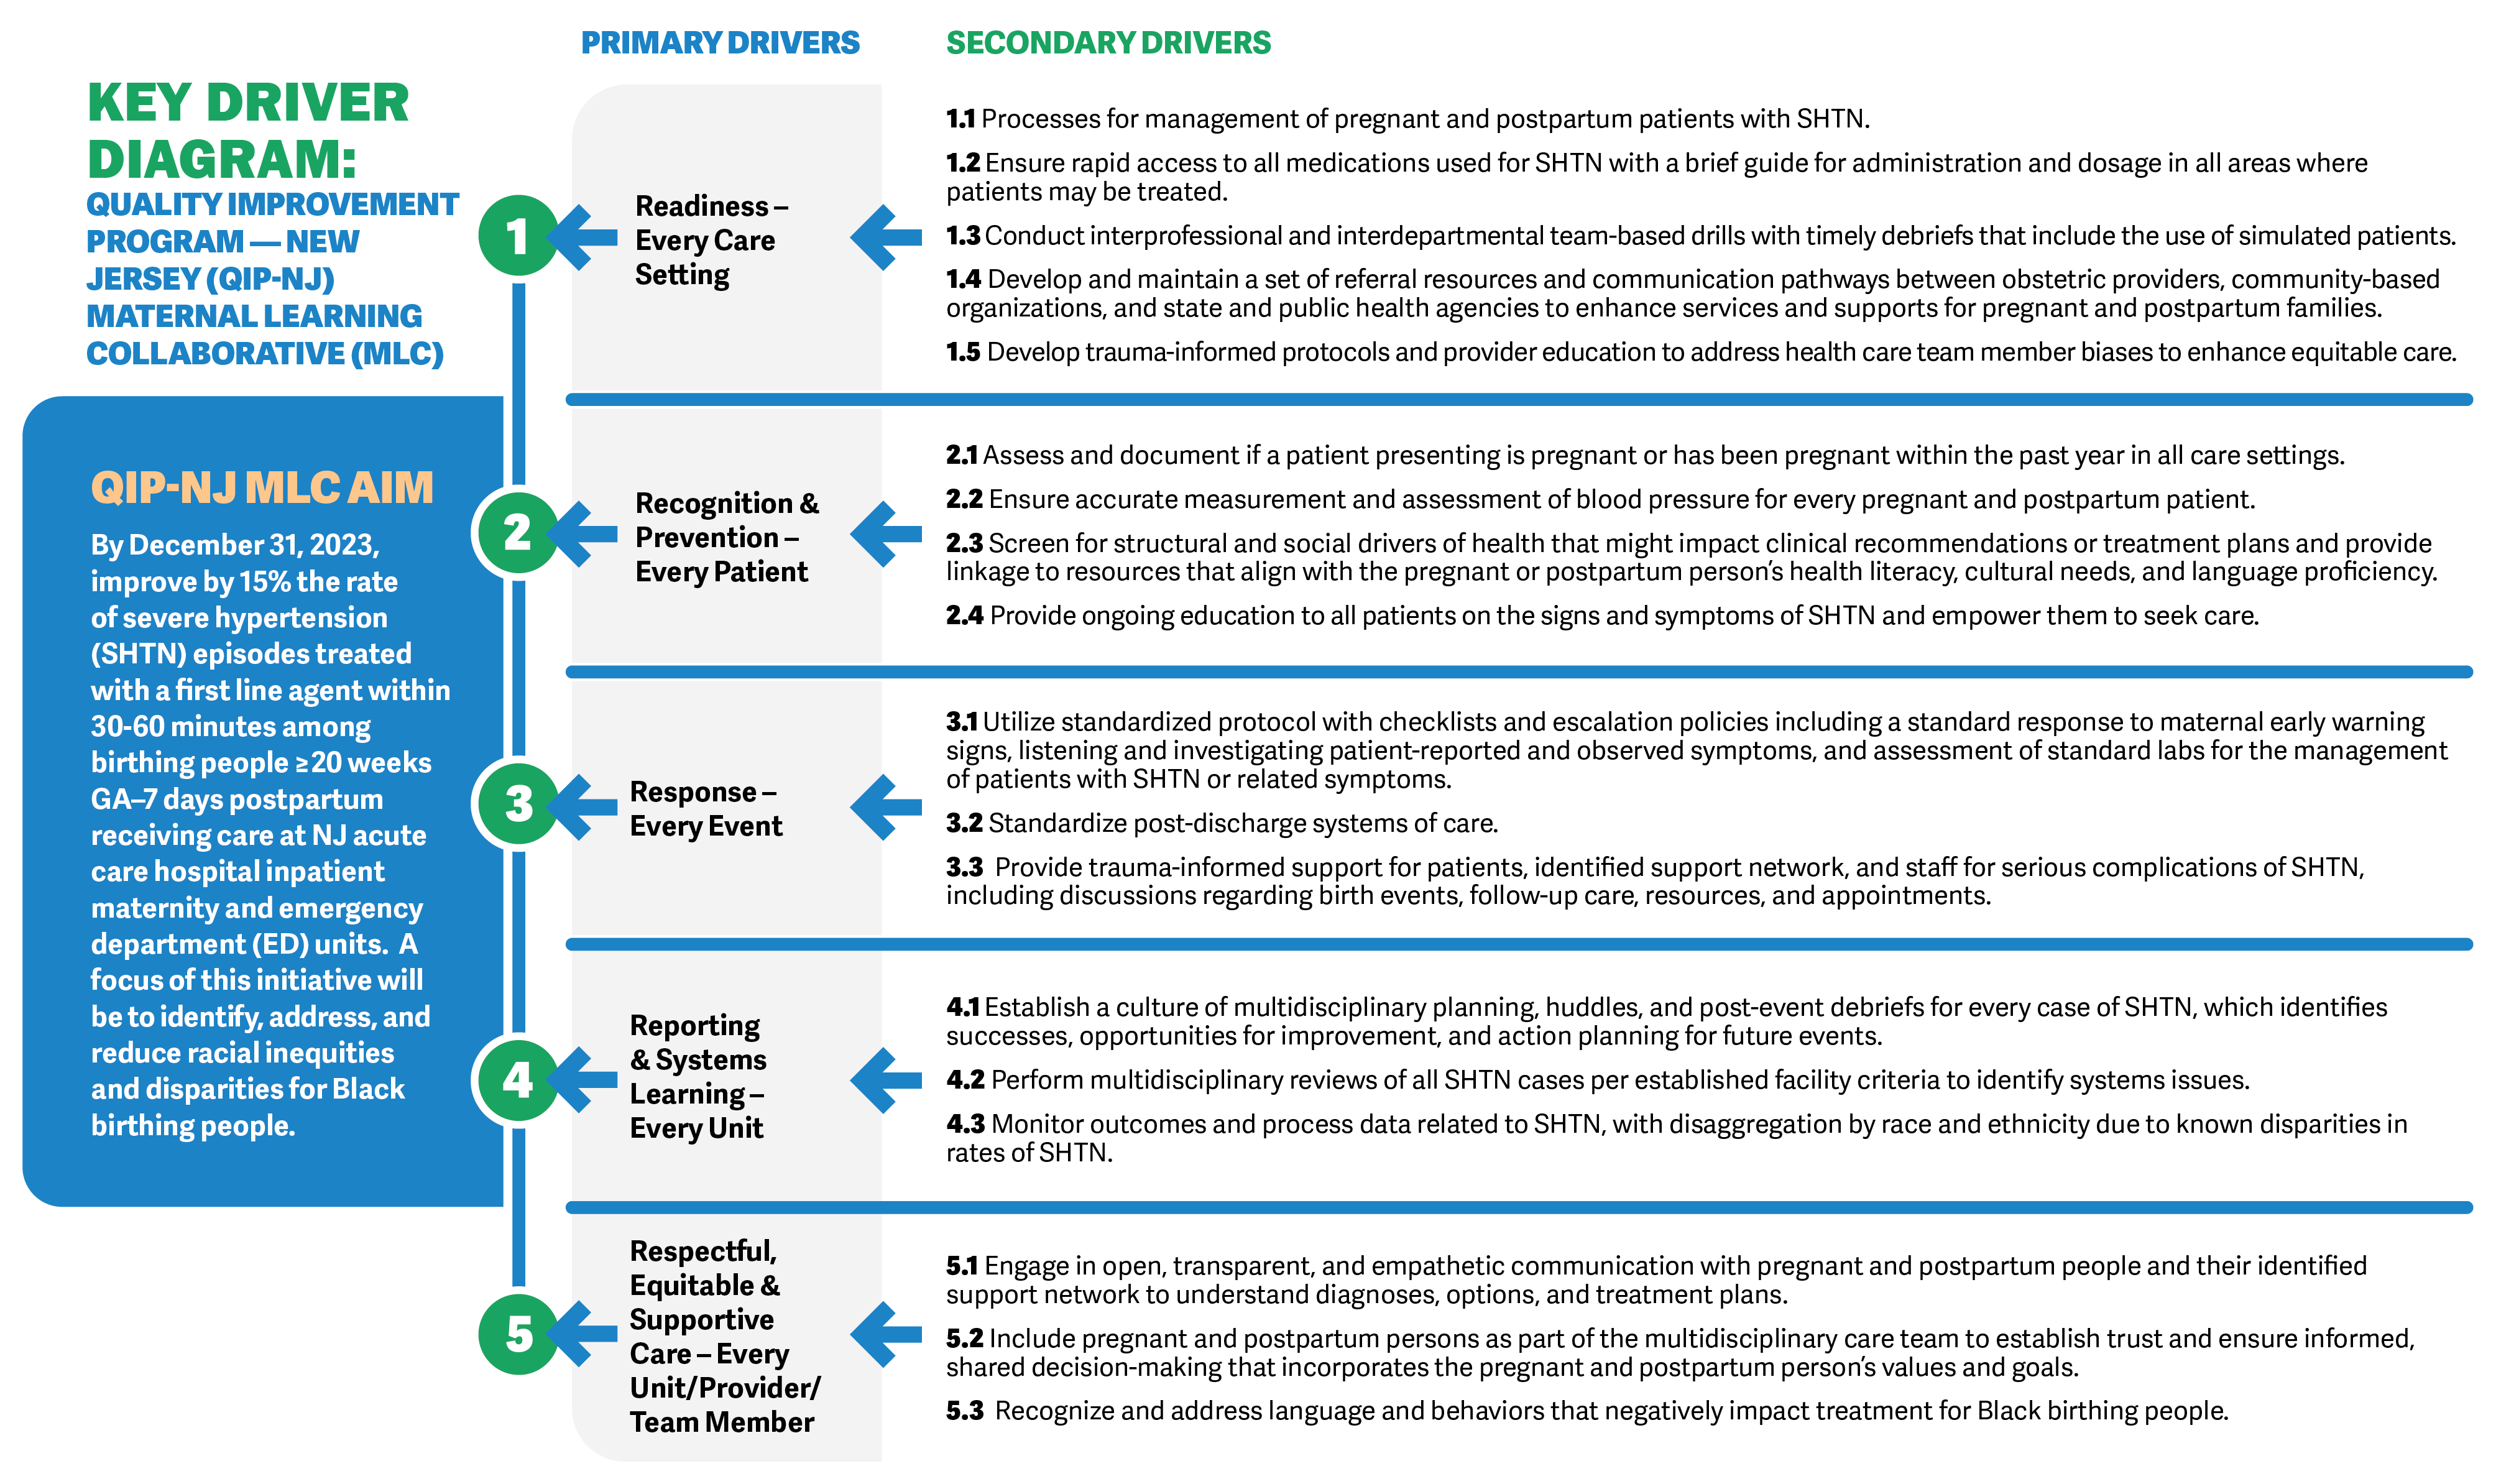 PRIMARY DRIVERS
SECONDARY DRIVERS
KEY DRIVER
DIAGRAM:
QUALITY IMPROVEMENT
PROGRAM — NEW
JERSEY (QIP-NJ)
MATERNAL LEARNING
COLLABORATIVE (MLC)
QIP-NJ MLC AIM
By December 31, 2023,
improve by 15% the rate
of severe hypertension
(SHTN) episodes treated
with a first line agent within
30-60 minutes among
birthing people ≥20 weeks
GA–7 days postpartum
receiving care at NJ acute
care hospital inpatient
maternity and emergency
department (ED) units.  A
focus of this initiative will
be to identify, address, and
reduce racial inequities
and disparities for Black
birthing people.
1
Readiness –
Every Care
Setting
1.1 Processes for management of pregnant and postpartum patients with SHTN.
1.2 Ensure rapid access to all medications used for SHTN with a brief guide for administration and dosage in all areas where
patients may be treated.
1.3 Conduct interprofessional and interdepartmental team-based drills with timely debriefs that include the use of simulated patients.
1.4 Develop and maintain a set of referral resources and communication pathways between obstetric providers, community-based
organizations, and state and public health agencies to enhance services and supports for pregnant and postpartum families.
1.5 Develop trauma-informed protocols and provider education to address health care team member biases to enhance equitable care.
2
Recognition &
Prevention –
Every Patient
2.1 Assess and document if a patient presenting is pregnant or has been pregnant within the past year in all care settings.
2.2 Ensure accurate measurement and assessment of blood pressure for every pregnant and postpartum patient.
2.3 Screen for structural and social drivers of health that might impact clinical recommendations or treatment plans and provide
linkage to resources that align with the pregnant or postpartum person's health literacy, cultural needs, and language proficiency.
2.4 Provide ongoing education to all patients on the signs and symptoms of SHTN and empower them to seek care.
3
Response –
Every Event
3.1 Utilize standardized protocol with checklists and escalation policies including a standard response to maternal early warning
signs, listening and investigating patient-reported and observed symptoms, and assessment of standard labs for the management
of patients with SHTN or related symptoms.
3.2 Standardize post-discharge systems of care.
3.3  Provide trauma-informed support for patients, identified support network, and staff for serious complications of SHTN,
including discussions regarding birth events, follow-up care, resources, and appointments.
4
Reporting
& Systems
Learning –
Every Unit
4.1 Establish a culture of multidisciplinary planning, huddles, and post-event debriefs for every case of SHTN, which identifies
successes, opportunities for improvement, and action planning for future events.
4.2 Perform multidisciplinary reviews of all SHTN cases per established facility criteria to identify systems issues.
4.3 Monitor outcomes and process data related to SHTN, with disaggregation by race and ethnicity due to known disparities in
rates of SHTN.
5
Respectful,
Equitable &
Supportive
Care – Every
Unit/Provider/
Team Member
5.1 Engage in open, transparent, and empathetic communication with pregnant and postpartum people and their identified
support network to understand diagnoses, options, and treatment plans.
5.2 Include pregnant and postpartum persons as part of the multidisciplinary care team to establish trust and ensure informed,
shared decision-making that incorporates the pregnant and postpartum person's values and goals.
5.3  Recognize and address language and behaviors that negatively impact treatment for Black birthing people.